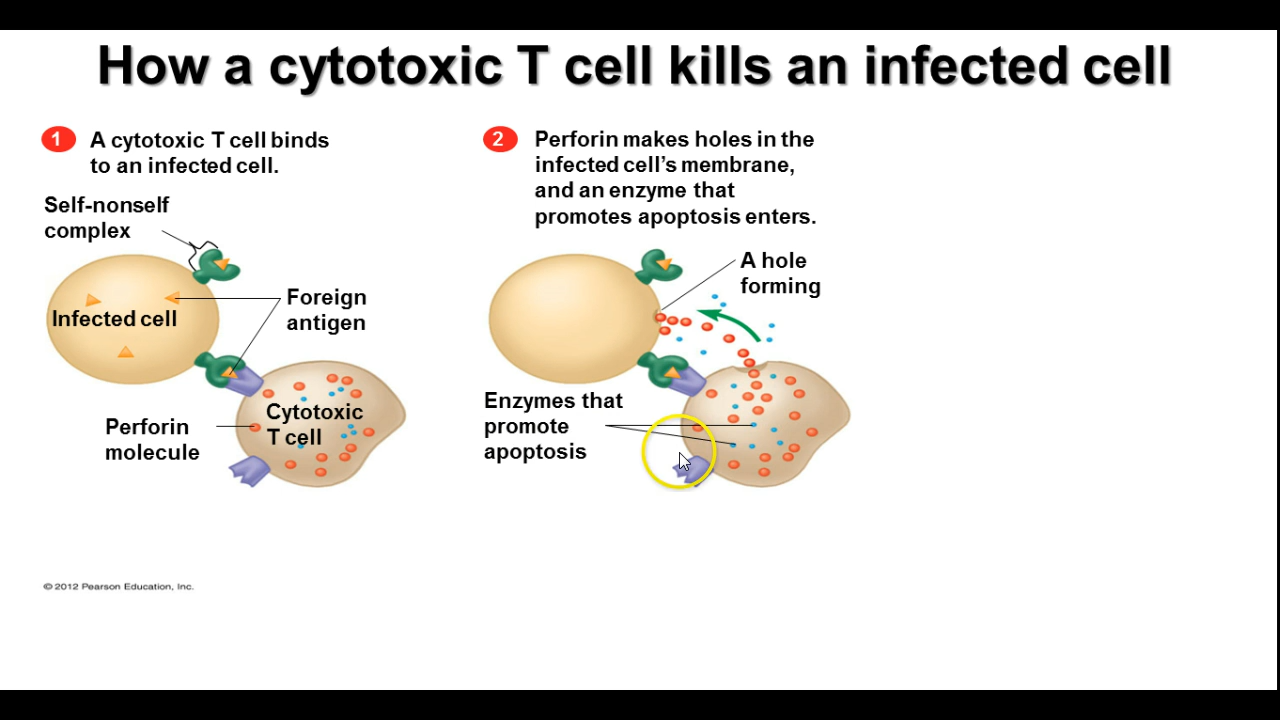 How a cytotoxic T cell kills an infected cell
1
A cytotoxic T cell binds
to an infected cell.
Self-nonself
complex
Infected cell
Foreign
antigen
Perforin
molecule
Cytotoxic
T cell
2
Perforin makes holes in the
infected cell's membrane,
and an enzyme that
promotes apoptosis enters.
A hole
forming
Enzymes that
promote
apoptosis
© 2012 Pearson Education, Inc.